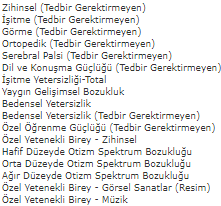 Zihinsel (Tedbir Gerektirmeyen)
İşitme (Tedbir Gerektirmeyen)
Görme (Tedbir Gerektirmeyen)
Ortopedik (Tedbir Gerektirmeyen)
Serebral Palsi (Tedbir Gerektirmeyen)
Dil ve Konuşma Güçlüğü (Tedbir Gerektirmeyen)
İşitme Yetersizliği-Total
Yaygın Gelişimsel Bozukluk
Bedensel Yetersizlik
Bedensel Yetersizlik (Tedbir Gerektirmeyen)
Özel Öğrenme Güçlüğü (Tedbir Gerektirmeyen)
Özel Yetenekli Birey - Zihinsel
Hafif Düzeyde Otizm Spektrum Bozukluğu
Orta Düzeyde Otizm Spektrum Bozukluğu
Ağır Düzeyde Otizm Spektrum Bozukluğu
Özel Yetenekli Birey - Görsel Sanatlar (Resim)
Özel Yetenekli Birey - Müzik